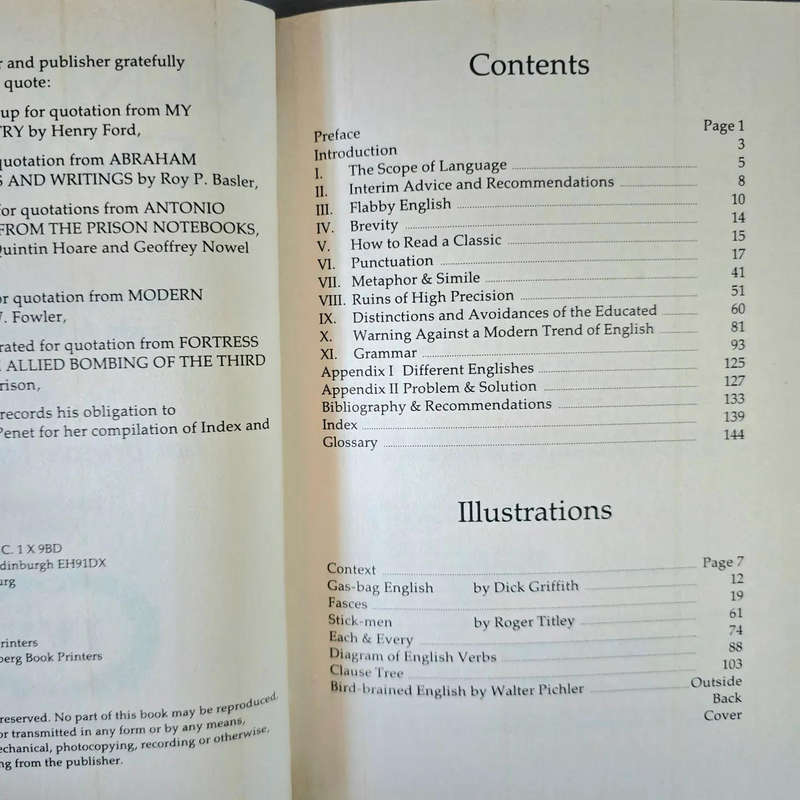 and publisher gratefully
quote:
up for quotation from MY
by Henry Ford,
quotation from ABRAHAM
AND WRITINGS by Roy P. Basler,
for quotations from ANTONIO
FROM THE PRISON NOTEBOOKS,
Quintin Hoare and Geoffrey Nowel
quotation from MODERN
Fowler,
for quotation from FORTRESS
ALLIED BOMBING OF THE THIRD
records his obligation to
Penet for her compilation of Index and
C. 1 X 9BD
EH91DX
Book Printers
reserved. No part of this book may be reproduced,
or transmitted in any form or by any means,
photocopying, recording or otherwise,
from the publisher.
Contents
Preface Page 1
Introduction 3
I. The Scope of Language 5
II. Interim Advice and Recommendations 8
III. Flabby English 10
IV. Brevity 14
V. How to Read a Classic 15
VI. Punctuation 17
VII. Metaphor & Simile 41
VIII. Ruins of High Precision 51
IX. Distinctions and Avoidances of the Educated 60
X. Warning Against a Modern Trend of English 81
XI. Grammar 93
Appendix I Different Englishes 125
Appendix II Problem & Solution 127
Bibliography & Recommendations 133
Index 139
Glossary 144
Illustrations
Context Page 7
Gas-bag English by Dick Griffith 12
Fasces 19
Stick-men by Roger Titley 61
Each & Every 74
Diagram of English Verbs 88
Clause Tree 103
Bird-brained English by Walter Pichler Outside
Back
Cover